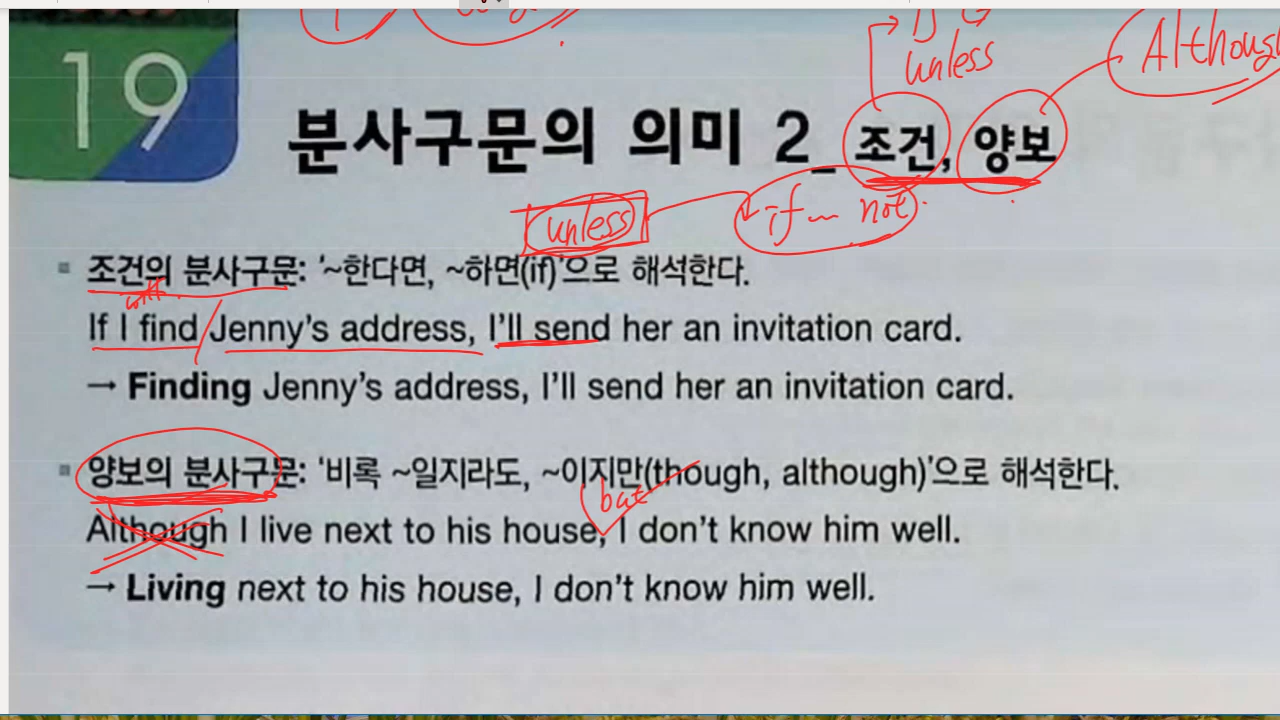 if
unless
Although
19
분사구문의 의미 2_ 조건, 양보
unless if ~ not
조건의 분사구문: '~한다면, ~하면(if)'으로 해석한다.
If I find Jenny's address, I'll send her an invitation card.
→ Finding Jenny's address, I'll send her an invitation card.
양보의 분사구문: '비록 ~일지라도, ~이지만(though, although)'으로 해석한다.
but
Although I live next to his house, I don't know him well.
→ Living next to his house, I don't know him well.